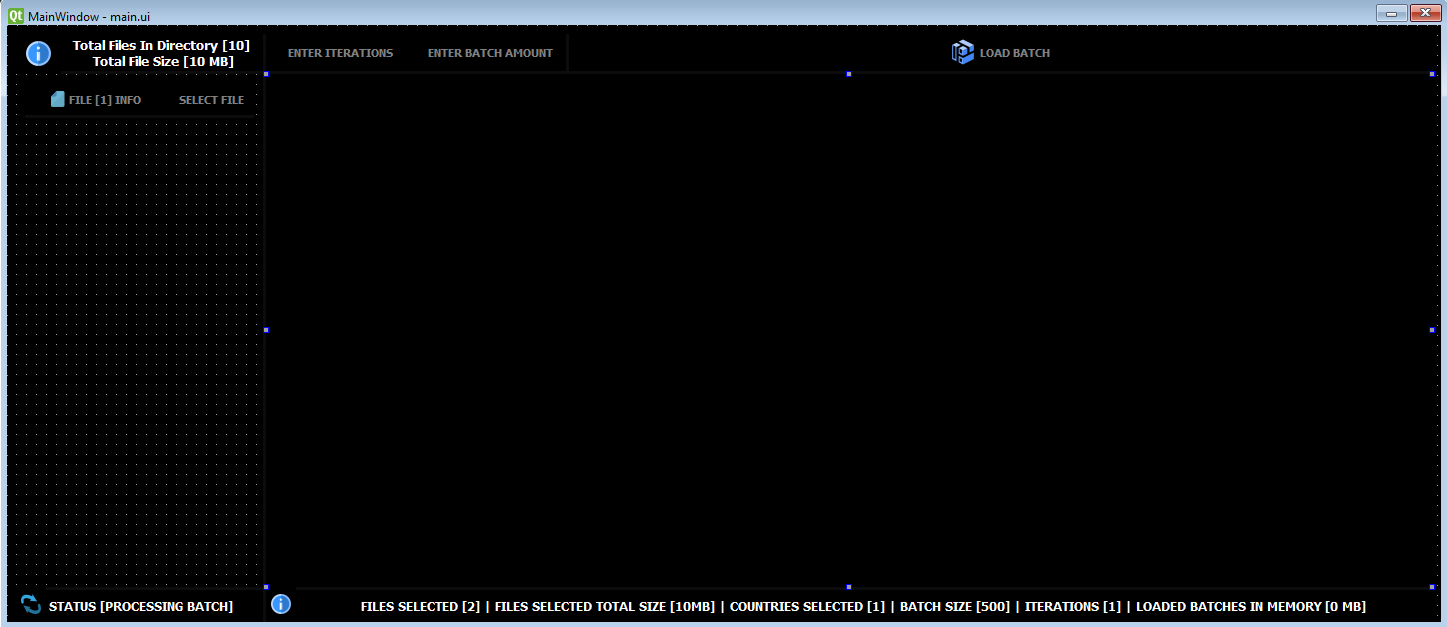 MainWindow - main.ui
Total Files In Directory [10]
Total File Size [10 MB]
ENTER ITERATIONS
ENTER BATCH AMOUNT
LOAD BATCH
FILE [1] INFO
SELECT FILE
STATUS [PROCESSING BATCH]
FILES SELECTED [2] | FILES SELECTED TOTAL SIZE [10MB] | COUNTRIES SELECTED [1] | BATCH SIZE [500] | ITERATIONS [1] | LOADED BATCHES IN MEMORY [0 MB]